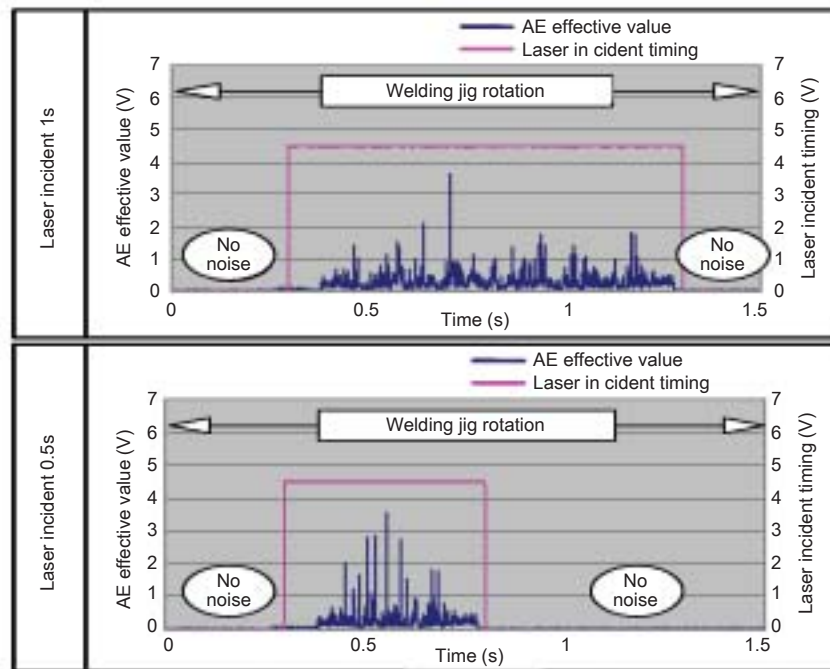 Laser incident 1s
AE effective value
Laser in cident timing
AE effective value (V)
7
6
5
4
3
2
1
0
Welding jig rotation
No
noise
No
noise
7
6
5
4
3
2
1
0
Laser incident timing (V)
0
0.5
1
1.5
Time (s)
Laser incident 0.5s
AE effective value
Laser in cident timing
AE effective value (V)
7
6
5
4
3
2
1
0
Welding jig rotation
No
noise
No
noise
7
6
5
4
3
2
1
0
Laser incident timing (V)
0
0.5
1
1.5
Time (s)